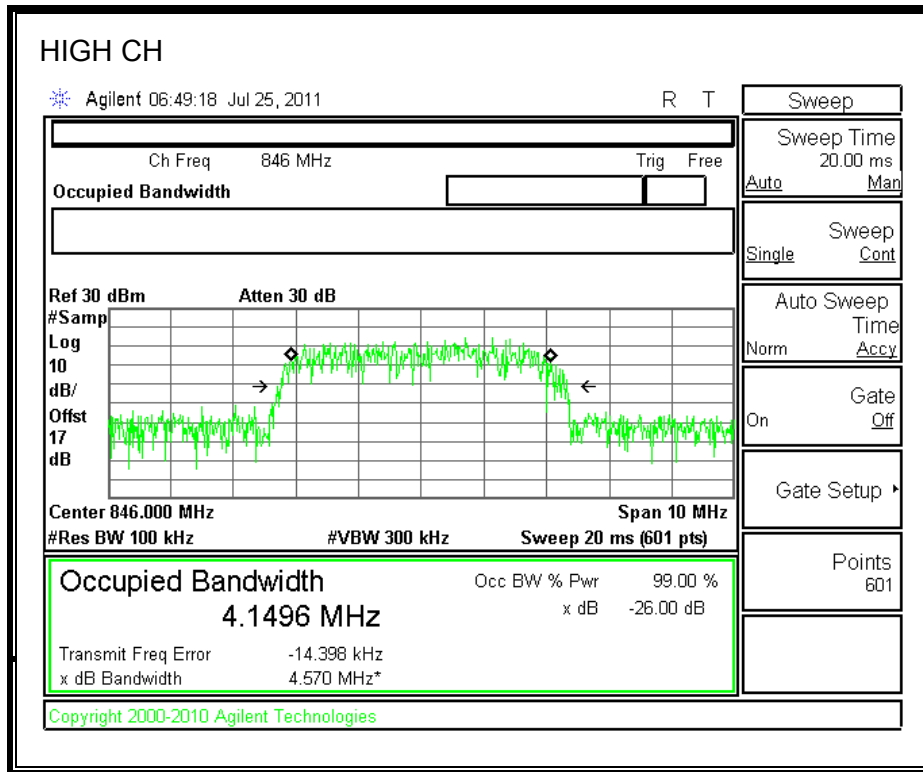 HIGH CH
Agilent 06:49:18 Jul 25, 2011 R T
Ch Freq 846 MHz Trig Free
Occupied Bandwidth
Ref 30 dBm Atten 30 dB
#Samp
Log
10
dB/
Offst
17
dB
Center 846.000 MHz Span 10 MHz
#Res BW 100 kHz #VBW 300 kHz Sweep 20 ms (601 pts)
Occupied Bandwidth Occ BW % Pwr 99.00 %
4.1496 MHz x dB -26.00 dB
Transmit Freq Error -14.398 kHz
x dB Bandwidth 4.570 MHz*
Copyright 2000-2010 Agilent Technologies
Sweep
Sweep Time
20.00 ms
Auto Man
Sweep
Single Cont
Auto Sweep
Time
Norm Accy
Gate
On Off
Gate Setup
Points
601